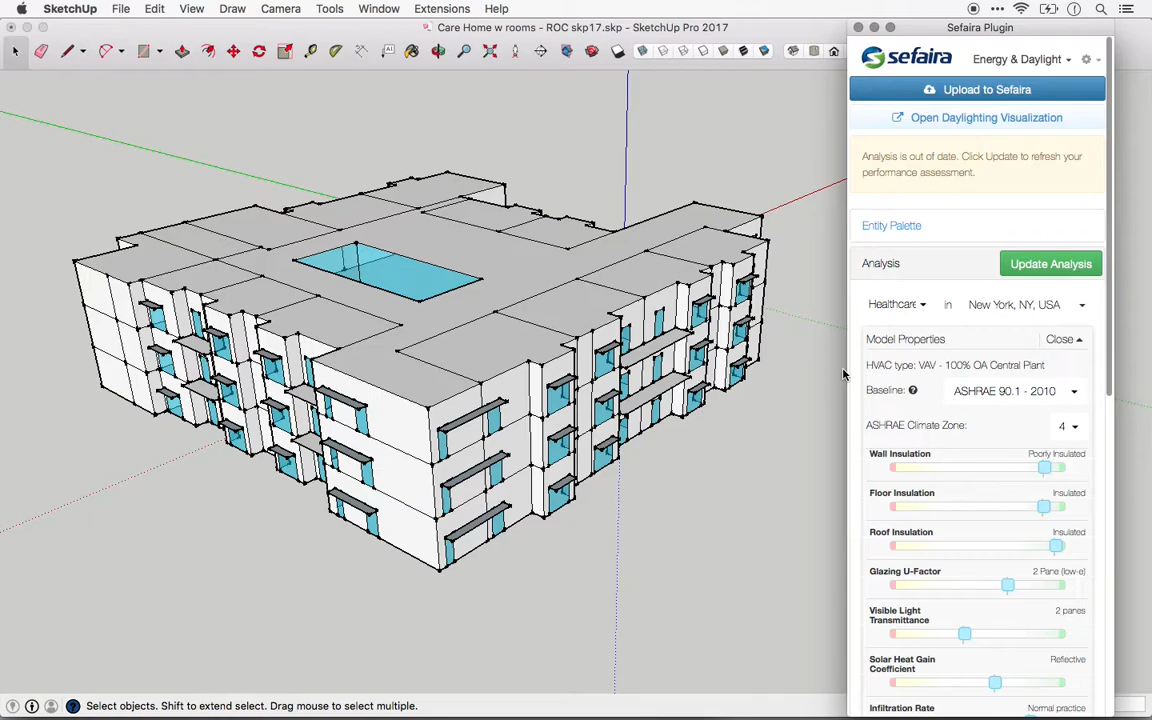 SketchUp File Edit View Draw Camera Tools Window Extensions
Care Home w rooms - ROC skp17.skp - SketchUp Pro 2017
Sefaira Plugin
sefaira Energy & Daylight
Upload to Sefaira
Open Daylighting Visualization
Analysis is out of date. Click Update to refresh your
performance assessment.
Entity Palette
Analysis Update Analysis
Healthcare in New York, NY, USA
Model Properties Close
HVAC type: VAV - 100% OA Central Plant
Baseline: ASHRAE 90.1 - 2010
ASHRAE Climate Zone: 4
Wall Insulation Poorly Insulated
Floor Insulation Insulated
Roof Insulation Insulated
Glazing U-Factor 2 Pane (low-e)
Visible Light 2 panes
Transmittance
Solar Heat Gain Reflective
Coefficient
Infiltration Rate Normal practice
Select objects. Shift to extend select. Drag mouse to select multiple.